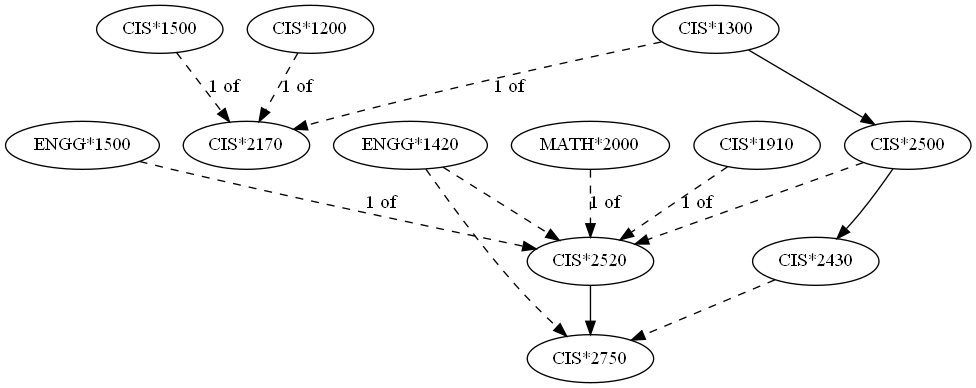 CIS*1500
CIS*1200
CIS*1300
1 of
1 of
1 of
ENGG*1500
CIS*2170
ENGG*1420
MATH*2000
CIS*1910
CIS*2500
1 of
1 of
1 of
CIS*2520
CIS*2430
CIS*2750